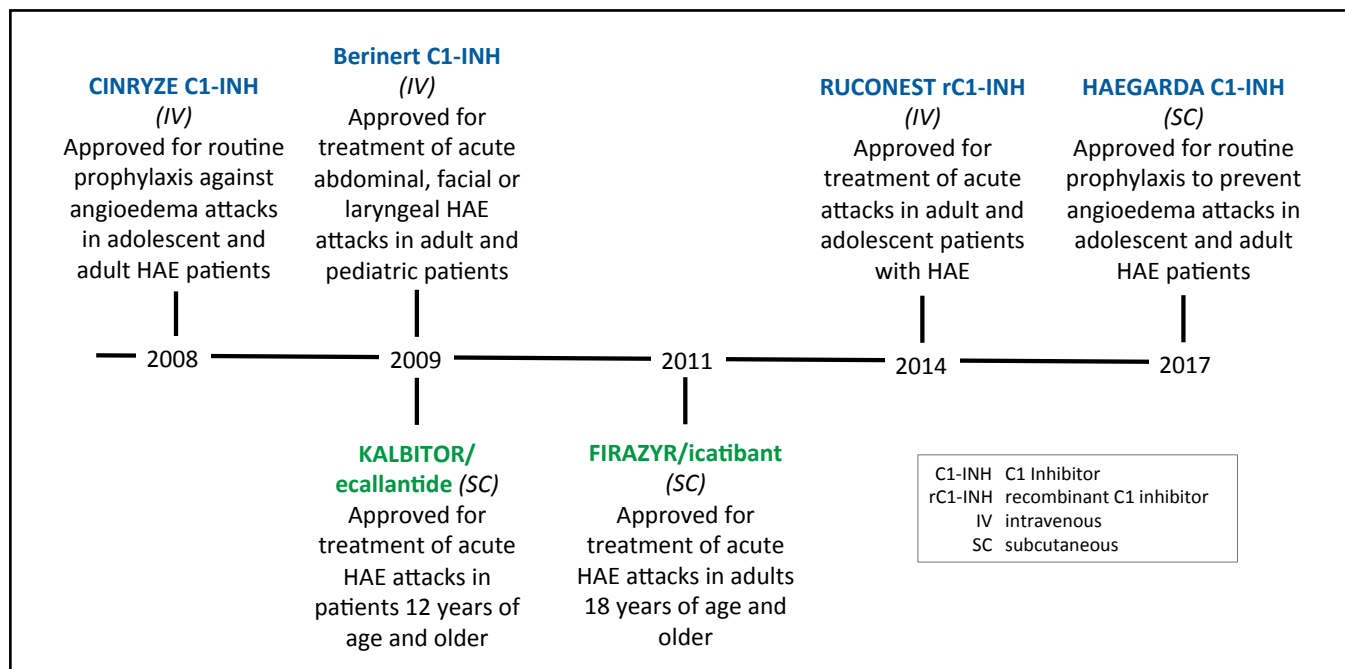 CINRYZE C1-INH
(IV)
Approved for routine
prophylaxis against
angioedema attacks
in adolescent and
adult HAE patients
Berinert C1-INH
(IV)
Approved for
treatment of acute
abdominal, facial or
laryngeal HAE
attacks in adult and
pediatric patients
RUCONEST rC1-INH
(IV)
Approved for
treatment of acute
attacks in adult and
adolescent patients
with HAE
HAEGARDA C1-INH
(SC)
Approved for routine
prophylaxis to prevent
angioedema attacks in
adolescent and adult
HAE patients
2008
2009
2011
2014
2017
KALBITOR/
ecallantide (SC)
Approved for
treatment of acute
HAE attacks in
patients 12 years of
age and older
FIRAZYR/icatibant
(SC)
Approved for
treatment of acute
HAE attacks in adults
18 years of age and
older
C1-INH C1 Inhibitor
rC1-INH recombinant C1 inhibitor
IV intravenous
SC subcutaneous